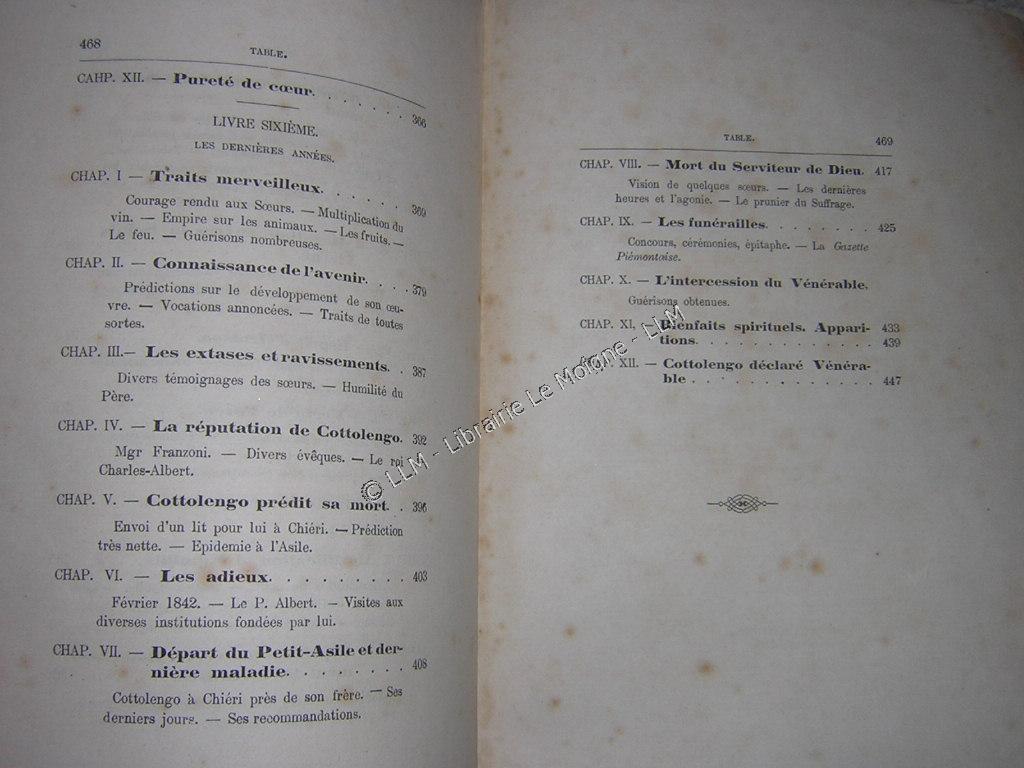 468
TABLE.
CAHP. XII. — Pureté de cœur. . . . . . . 366
LIVRE SIXIÈME.
LES DERNIÈRES ANNÉES.
CHAP. I — Traits merveilleux. . . . . . 369
Courage rendu aux Sœurs. — Multiplication du
vin. — Empire sur les animaux. — Les fruits. —
Le feu. — Guérisons nombreuses.
CHAP. II. — Connaissance de l'avenir. . . . 379
Prédictions sur le développement de son œu-
vre. — Vocations annoncées. — Traits de toutes
sortes.
CHAP. III.— Les extases et ravissements. . 387
Divers témoignages des sœurs. — Humilité du
Père.
CHAP. IV. — La réputation de Cottolengo. 392
Mgr Franzoni. — Divers évêques. — Le roi
Charles-Albert.
CHAP. V. — Cottolengo prédit sa mort. . 396
Envoi d'un lit pour lui à Chiéri. — Prédiction
très nette. — Epidemie à l'Asile.
CHAP. VI. — Les adieux. . . . . . . . . 403
Février 1842. — Le P. Albert. — Visites aux
diverses institutions fondées par lui.
CHAP. VII. — Départ du Petit-Asile et der-
nière maladie. . . . . . . . 408
Cottolengo à Chiéri près de son frère. — Ses
derniers jours. — Ses recommandations.
TABLE. 469
CHAP. VIII. — Mort du Serviteur de Dieu. 417
Vision de quelques sœurs. — Les dernières
heures et l'agonie. — Le prunier du Suffrage.
CHAP. IX. — Les funérailles. . . . . . . . 425
Concours, cérémonies, épitaphe. — La Gazette
Piémontaise.
CHAP. X. — L'intercession du Vénérable.
Guérisons obtenues.
CHAP. XI, — Bienfaits spirituels. Appari- 433
tions. . . . . . . . . . . . 439
XII. — Cottolengo déclaré Vénéra-
ble . . . . . . . . . . . . . 447
© LLM - Librairie Le Moigne - LLM